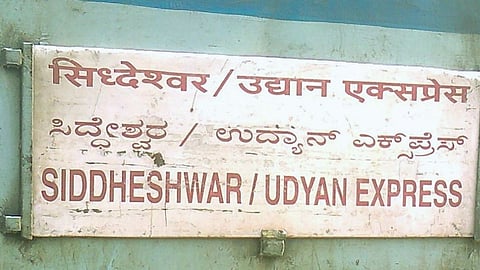 सिध्देश्वर / उद्यान एक्सप्रेस
ಸಿದ್ಧೇಶ್ವರ / ಉದ್ಯಾನ್ ಎಕ್ಸ್‌ಪ್ರೆಸ್
SIDDHESHWAR / UDYAN EXPRESS